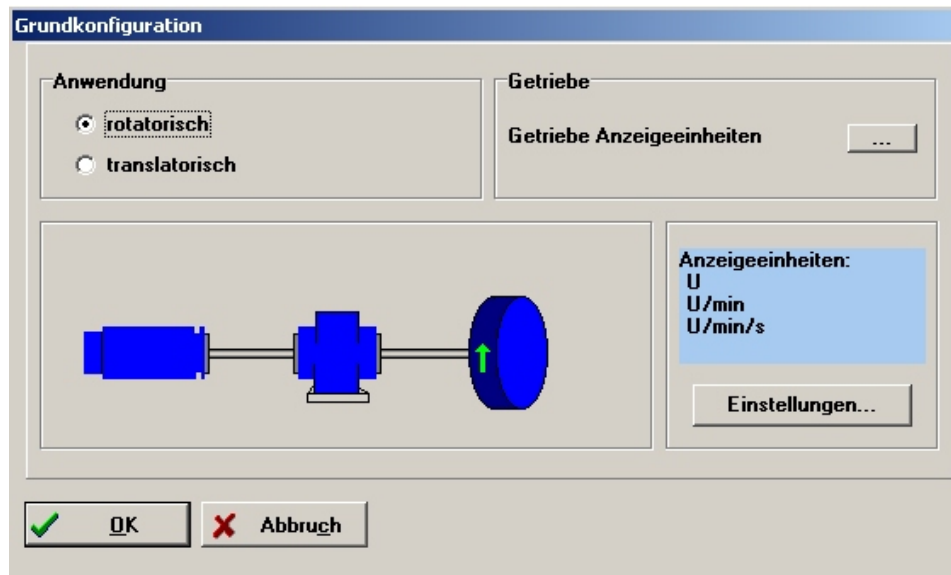 Grundkonfiguration
Anwendung
rotatorisch
translatorisch
Getriebe
Getriebe Anzeigeeinheiten
...
Anzeigeeinheiten:
U
U/min
U/min/s
Einstellungen...
OK
Abbruch